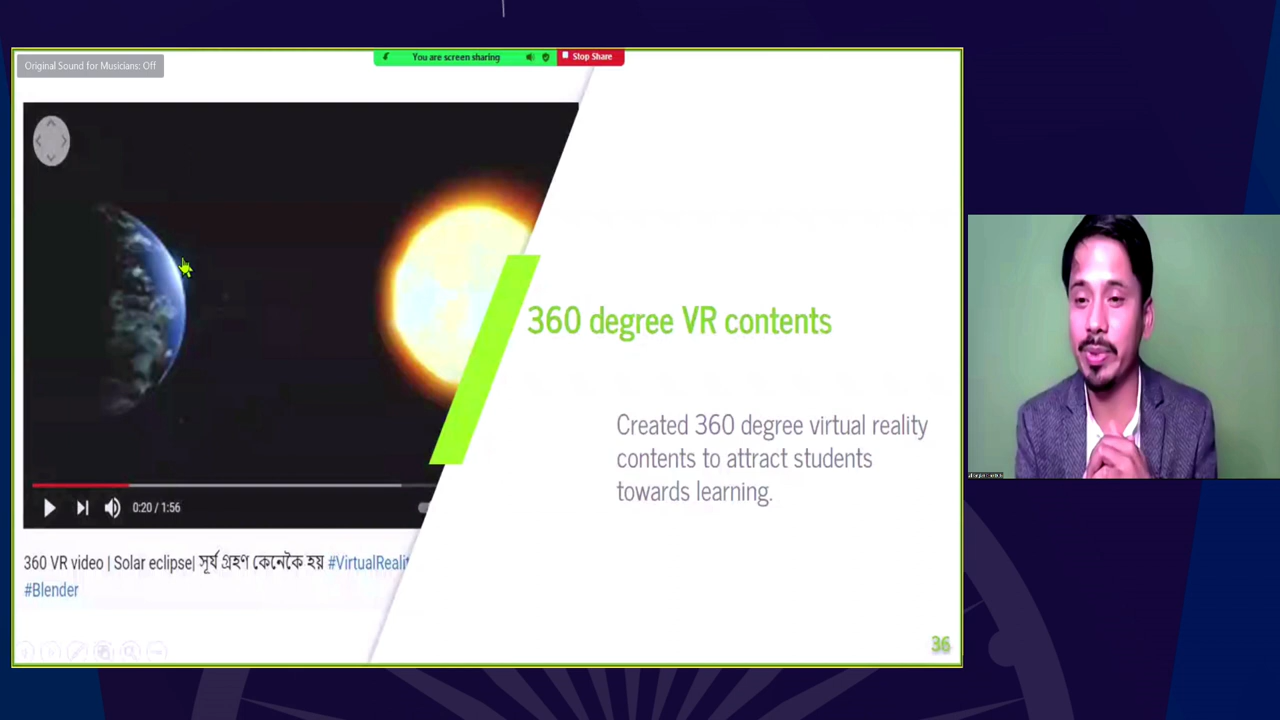 You are screen sharing
Stop Share
Original Sound for Musicians: Off
360 degree VR contents
Created 360 degree virtual reality
contents to attract students
towards learning.
0:20 / 1:56
360 VR video | Solar eclipse| সূৰ্য গ্ৰহণ কেনেকৈ হয় #VirtualRealit
#Blender
36